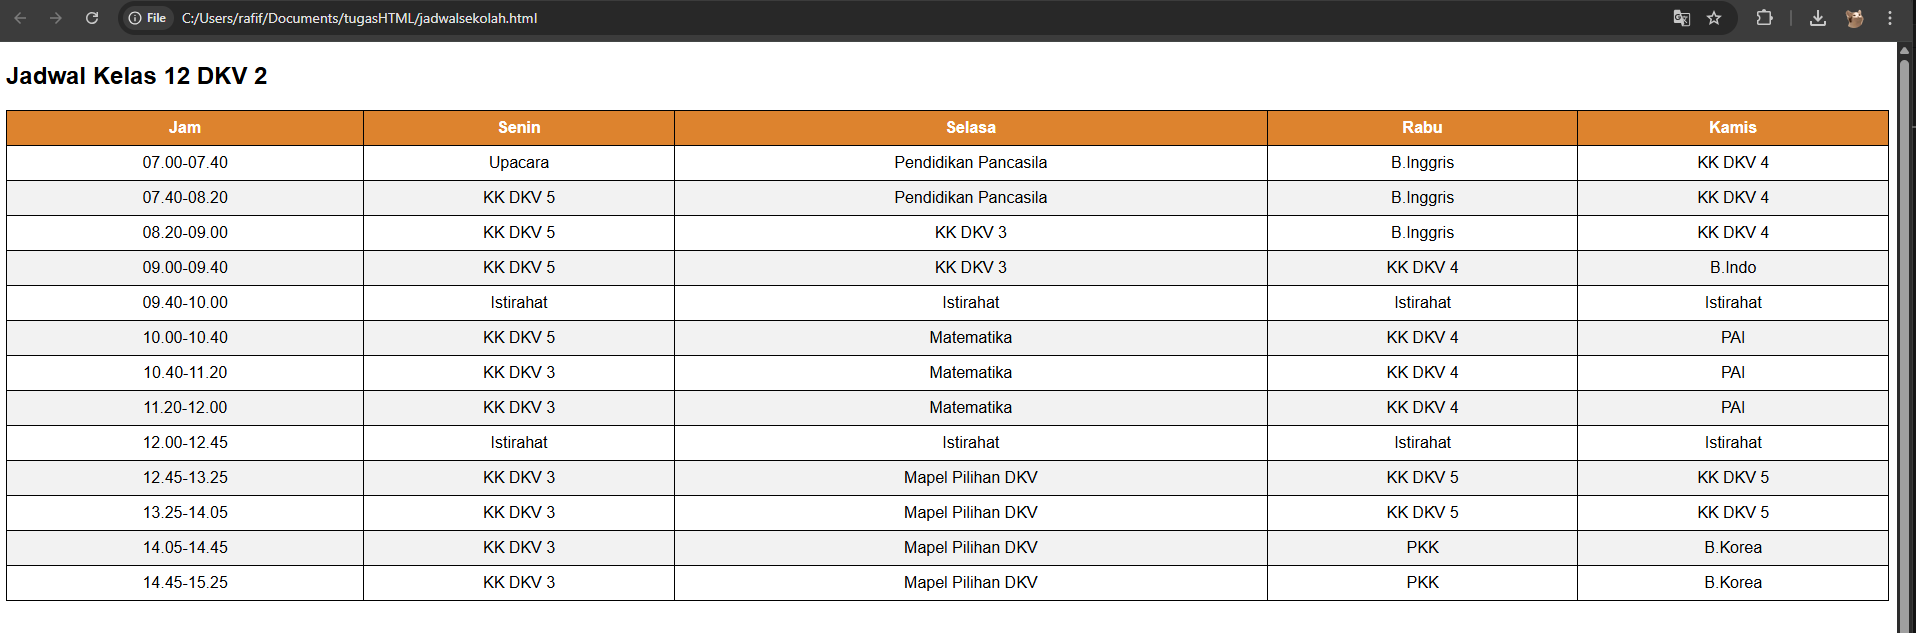 File C:/Users/rafif/Documents/tugasHTML/jadwalsekolah.html
Jadwal Kelas 12 DKV 2
Jam Senin Selasa Rabu Kamis
07.00-07.40 Upacara Pendidikan Pancasila B.Inggris KK DKV 4
07.40-08.20 KK DKV 5 Pendidikan Pancasila B.Inggris KK DKV 4
08.20-09.00 KK DKV 5 KK DKV 3 B.Inggris KK DKV 4
09.00-09.40 KK DKV 5 KK DKV 3 KK DKV 4 B.Indo
09.40-10.00 Istirahat Istirahat Istirahat Istirahat
10.00-10.40 KK DKV 5 Matematika KK DKV 4 PAI
10.40-11.20 KK DKV 3 Matematika KK DKV 4 PAI
11.20-12.00 KK DKV 3 Matematika KK DKV 4 PAI
12.00-12.45 Istirahat Istirahat Istirahat Istirahat
12.45-13.25 KK DKV 3 Mapel Pilihan DKV KK DKV 5 KK DKV 5
13.25-14.05 KK DKV 3 Mapel Pilihan DKV KK DKV 5 KK DKV 5
14.05-14.45 KK DKV 3 Mapel Pilihan DKV PKK B.Korea
14.45-15.25 KK DKV 3 Mapel Pilihan DKV PKK B.Korea